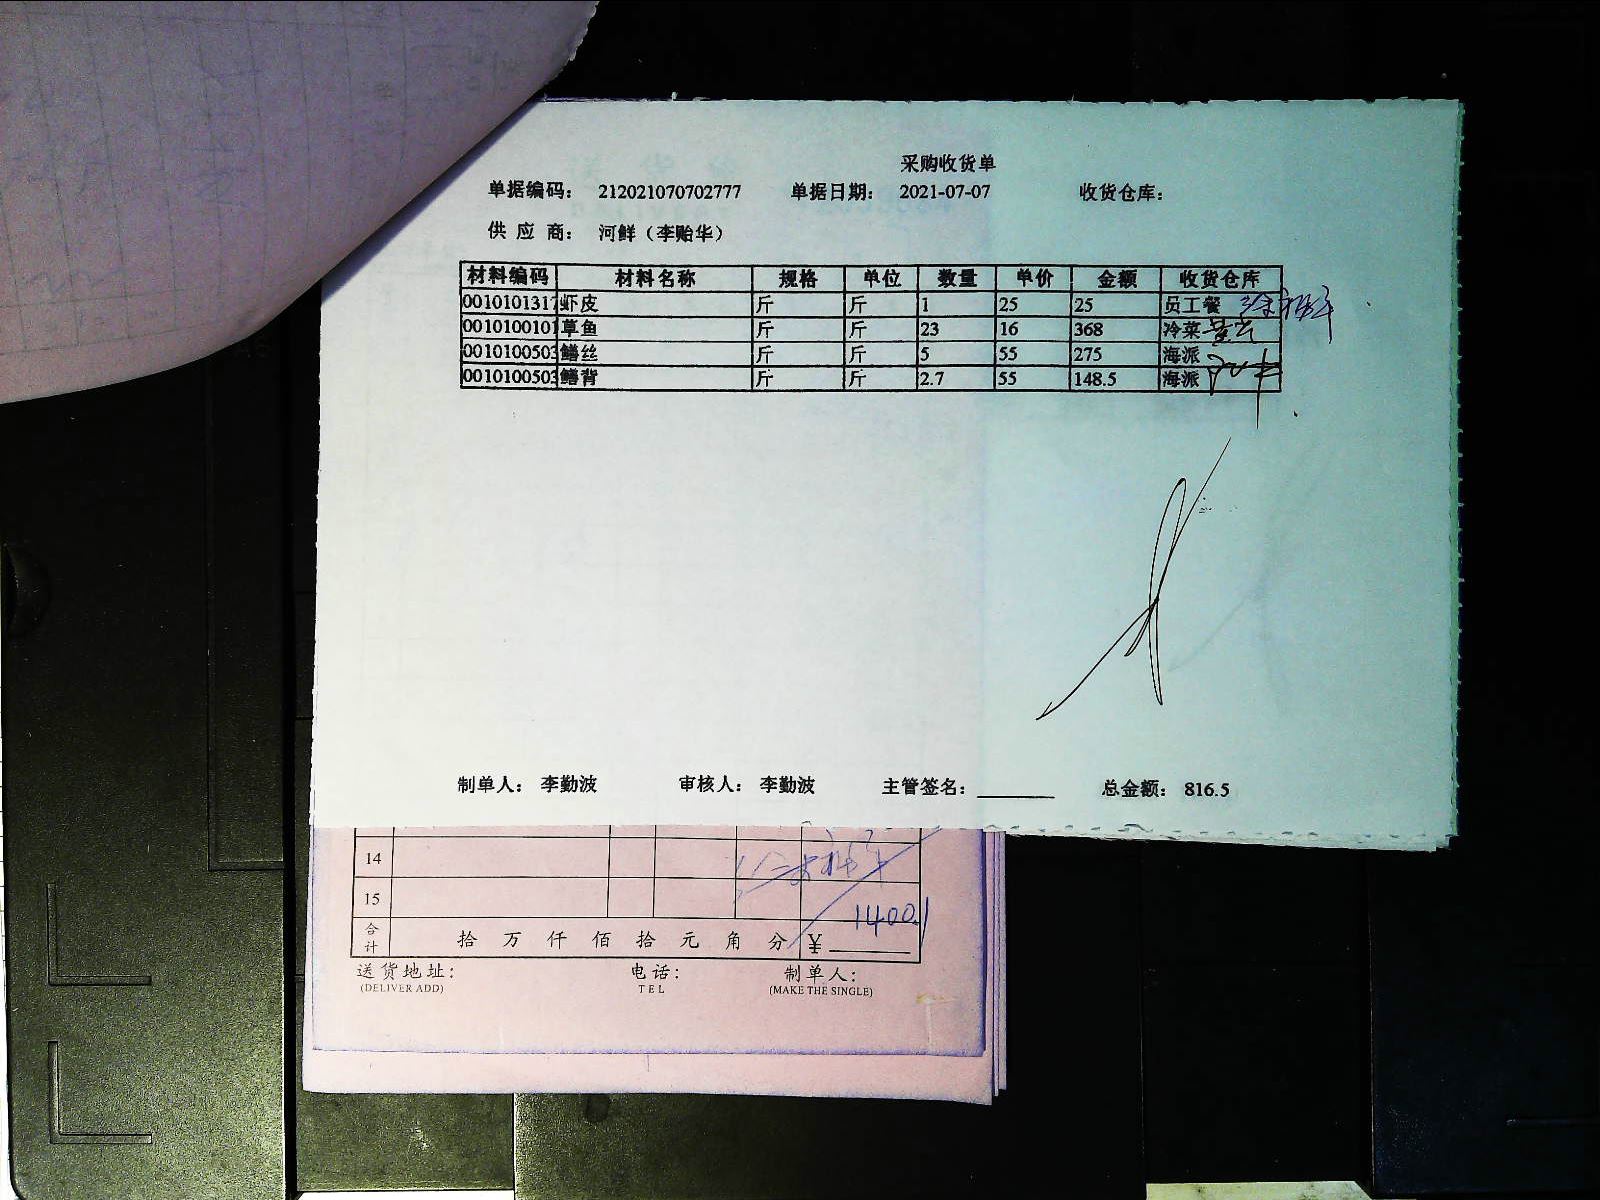 采购收货单
单据编码: 212021070702777 单据日期: 2021-07-07 收货仓库:
供 应 商: 河鲜（李贻华）
材料编码 材料名称 规格 单位 数量 单价 金额 收货仓库
0010101317 虾皮 斤 斤 1 25 25 员工餐
0010100101 草鱼 斤 斤 23 16 368 冷菜
0010100503 鳝丝 斤 斤 5 55 275 海派
0010100503 鳝背 斤 斤 2.7 55 148.5 海派
制单人: 李勤波 审核人: 李勤波 主管签名: 总金额: 816.5
14
15
1400.1
合计 拾 万 仟 佰 拾 元 角 分 ¥
送货地址: 电话: 制单人:
(DELIVER ADD) TEL (MAKE THE SINGLE)